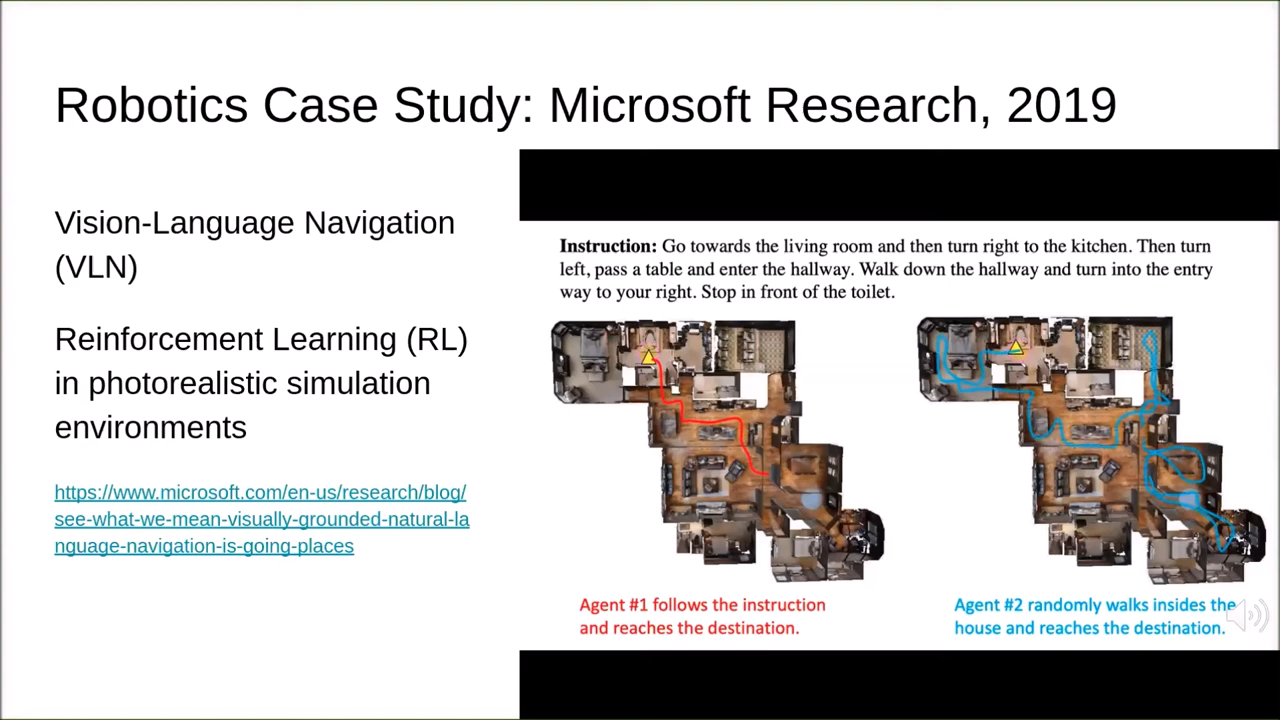 Robotics Case Study: Microsoft Research, 2019
Vision-Language Navigation
(VLN)
Reinforcement Learning (RL)
in photorealistic simulation
environments
https://www.microsoft.com/en-us/research/blog/
see-what-we-mean-visually-grounded-natural-la
nguage-navigation-is-going-places
Instruction: Go towards the living room and then turn right to the kitchen. Then turn
left, pass a table and enter the hallway. Walk down the hallway and turn into the entry
way to your right. Stop in front of the toilet.
Agent #1 follows the instruction
and reaches the destination.
Agent #2 randomly walks insides the
house and reaches the destination.